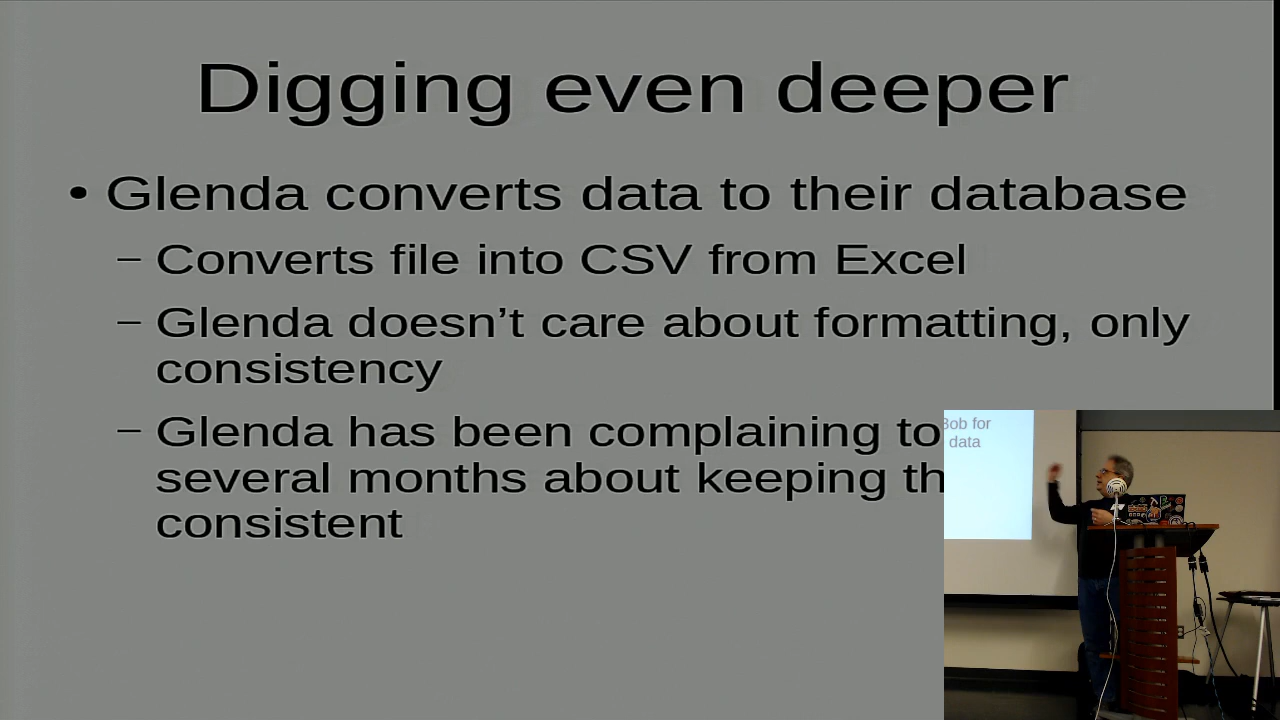 Digging even deeper
• Glenda converts data to their database
– Converts file into CSV from Excel
– Glenda doesn’t care about formatting, only
consistency
– Glenda has been complaining to Bob for
several months about keeping th data
consistent